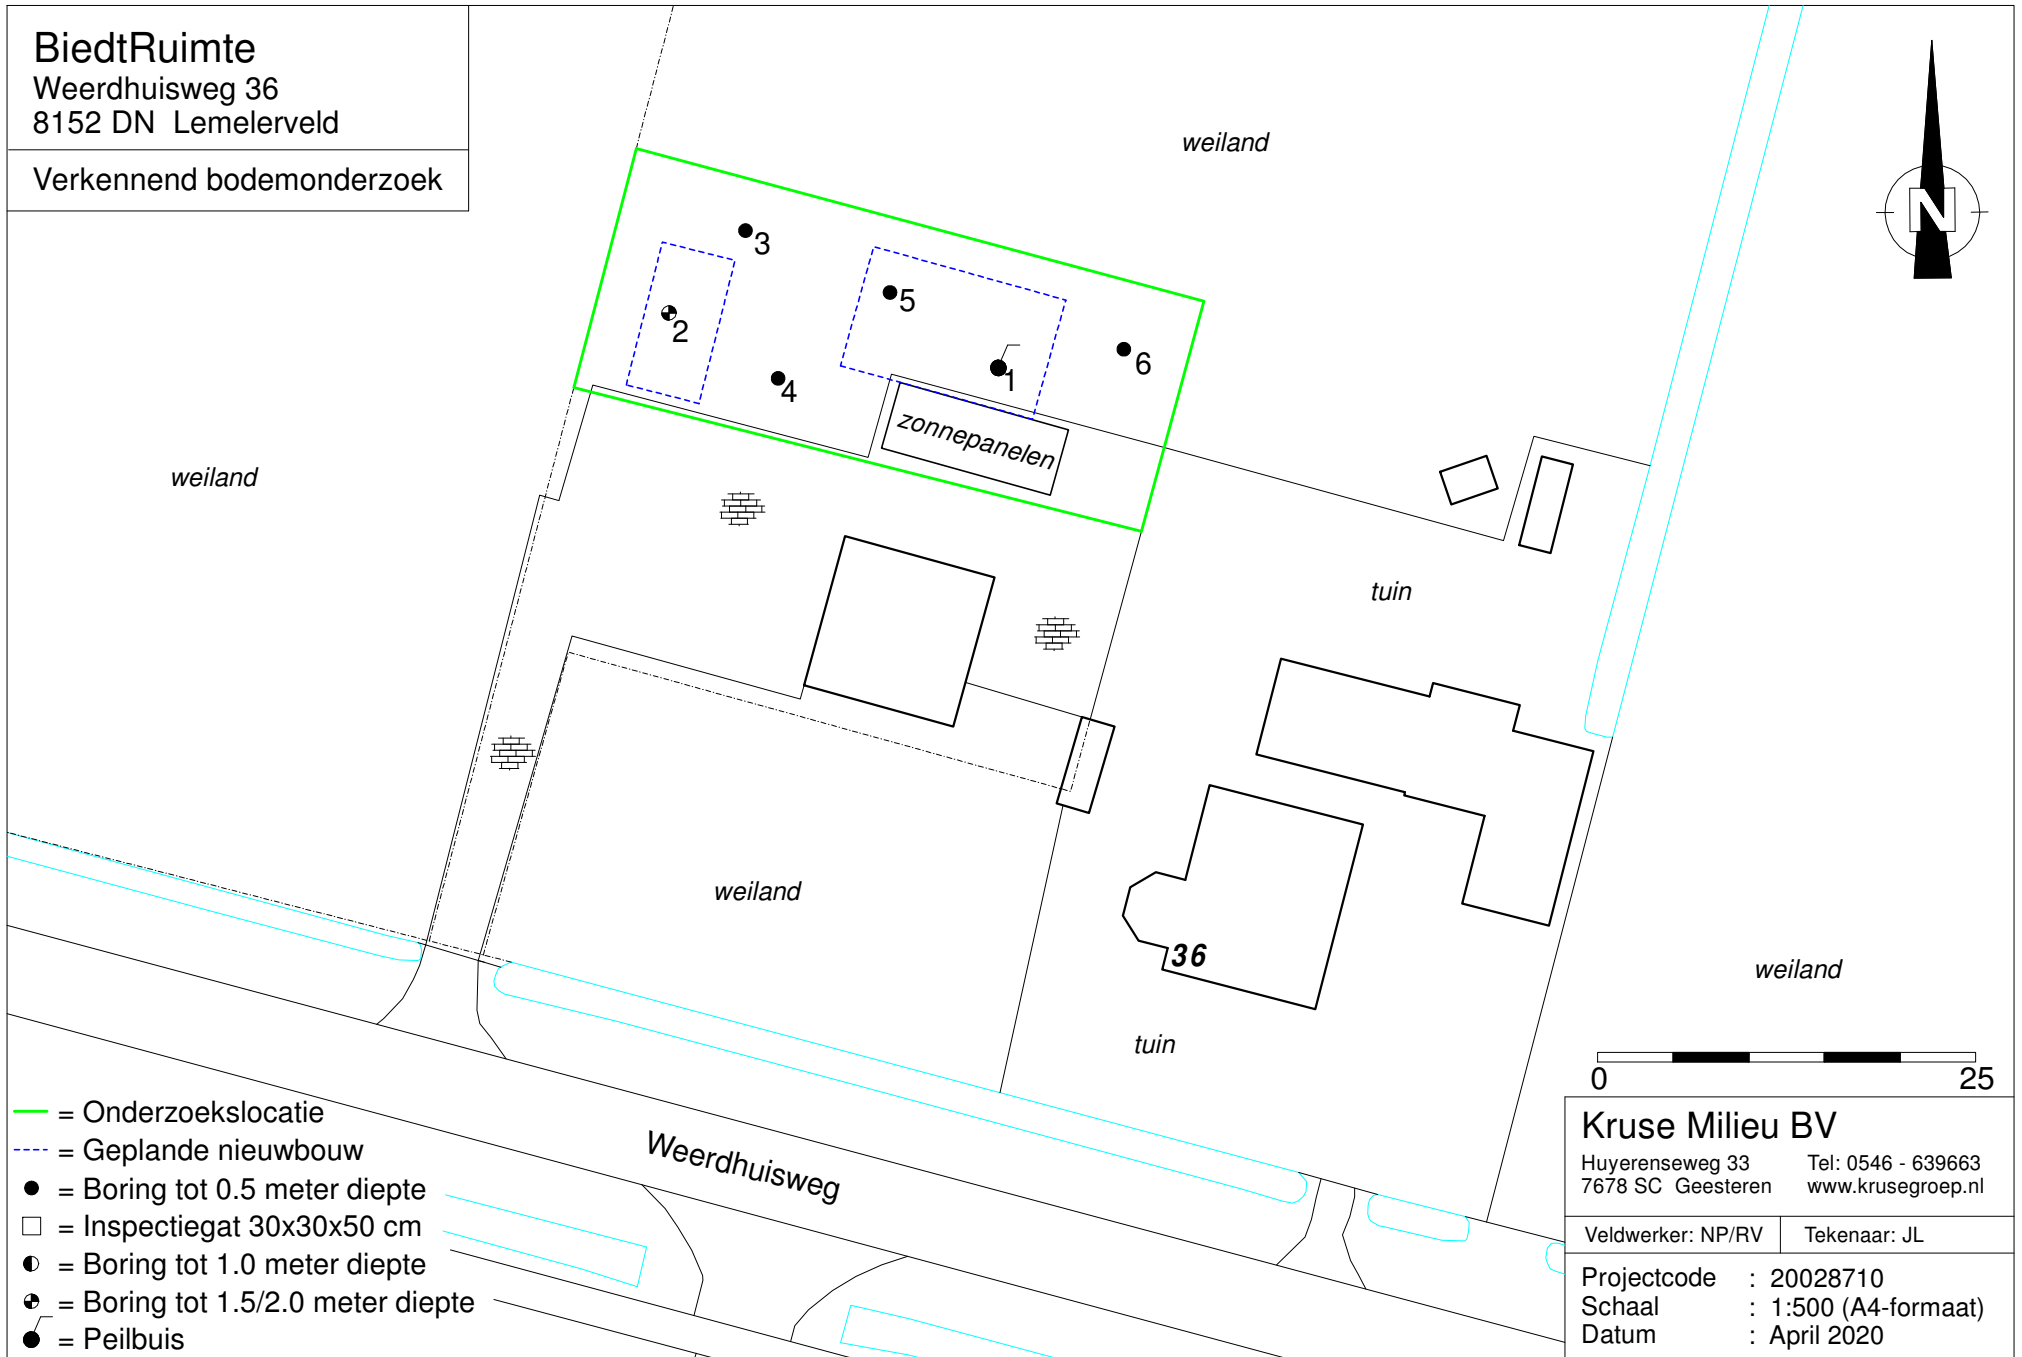 BiedtRuimte
Weerdhuisweg 36
8152 DN Lemelerveld
Verkennend bodemonderzoek
weiland
N
3
5
2
6
1
4
zonnepanelen
weiland
tuin
weiland
36
weiland
tuin
0 25
Weerdhuisweg
= Onderzoekslocatie
= Geplande nieuwbouw
= Boring tot 0.5 meter diepte
= Inspectiegat 30x30x50 cm
= Boring tot 1.0 meter diepte
= Boring tot 1.5/2.0 meter diepte
= Peilbuis
Kruse Milieu BV
Huyerenseweg 33 Tel: 0546 - 639663
7678 SC Geesteren www.krusegroep.nl
Veldwerker: NP/RV Tekenaar: JL
Projectcode : 20028710
Schaal : 1:500 (A4-formaat)
Datum : April 2020